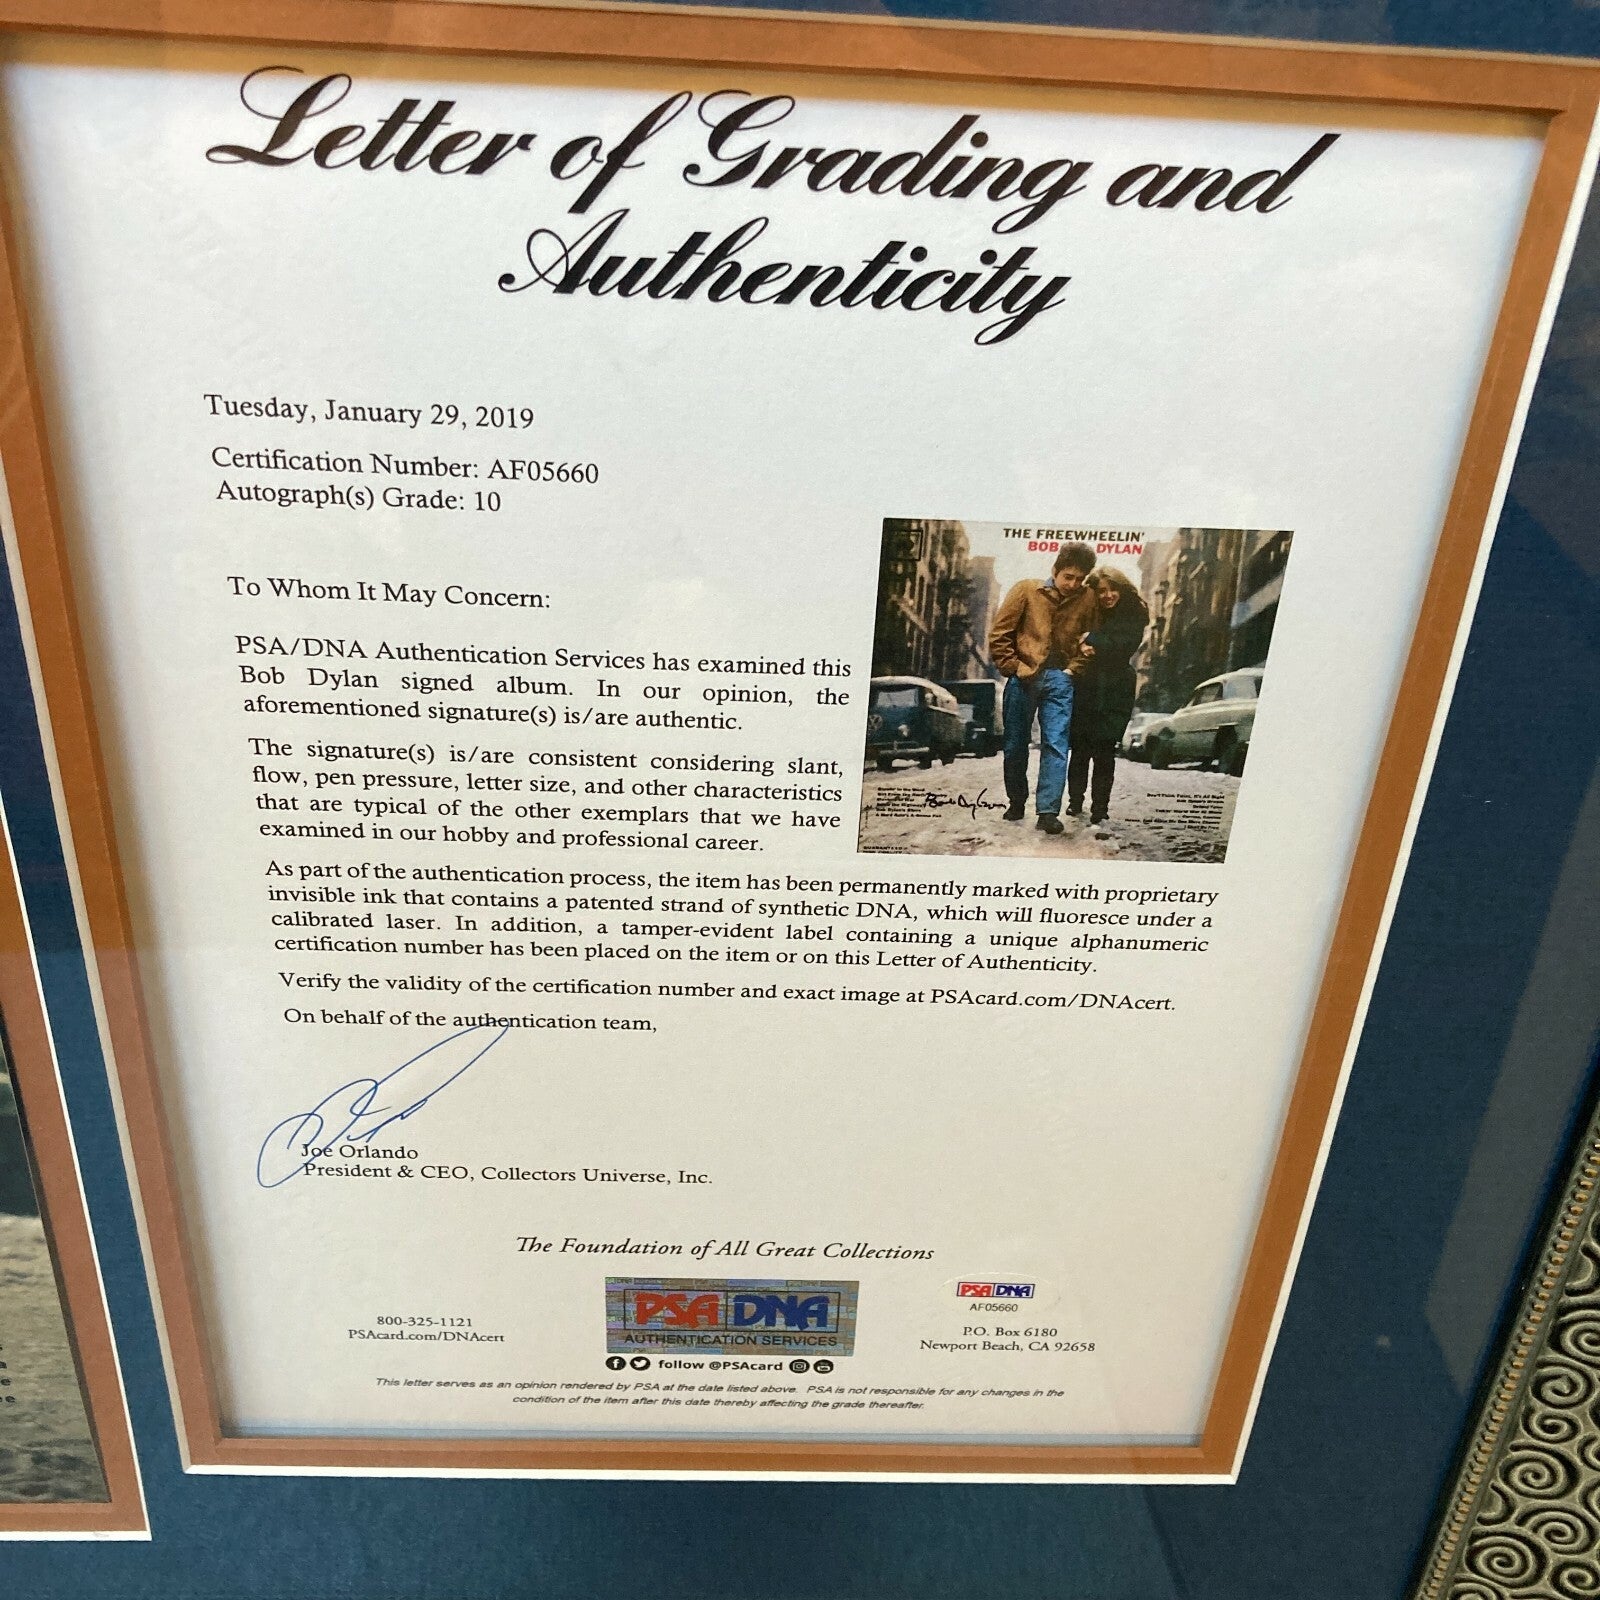 Letter of Grading and
Authenticity
Tuesday, January 29, 2019
Certification Number: AF05660
Autograph(s) Grade: 10
To Whom It May Concern:
THE FREEWHEELIN'
BOB DYLAN
PSA/DNA Authentication Services has examined this
Bob Dylan signed album. In our opinion, the
aforementioned signature(s) is/are authentic.
The signature(s) is/are consistent considering slant,
flow, pen pressure, letter size, and other characteristics
that are typical of the other exemplars that we have
examined in our hobby and professional career.
Bob Dylan
As part of the authentication process, the item has been permanently marked with proprietary
invisible ink that contains a patented strand of synthetic DNA, which will fluoresce under a
calibrated laser. In addition, a tamper-evident label containing a unique alphanumeric
certification number has been placed on the item or on this Letter of Authenticity.
Verify the validity of the certification number and exact image at PSAcard.com/DNAcert.
On behalf of the authentication team,
Joe Orlando
President & CEO, Collectors Universe, Inc.
The Foundation of All Great Collections
800-325-1121
PSAcard.com/DNAcert
PSA DNA
AUTHENTICATION SERVICES
follow @PSAcard
PSA DNA
AF05660
P.O. Box 6180
Newport Beach, CA 92658
This letter serves as an opinion rendered by PSA at the date listed above. PSA is not responsible for any changes in the
condition of the item after this date thereby affecting the grade thereafter.